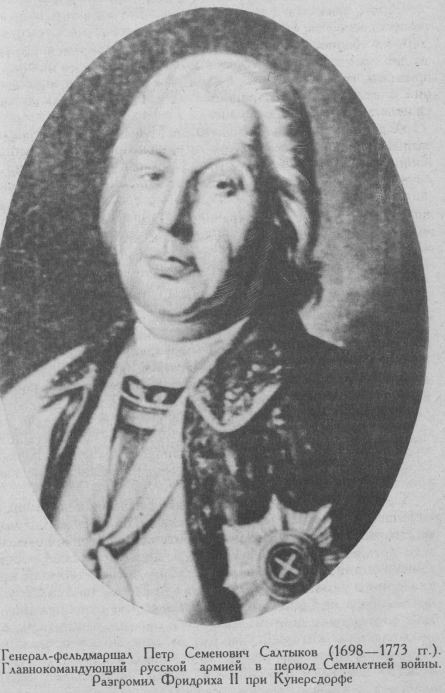 Генерал-фельдмаршал Петр Семенович Салтыков (1698—1773 гг.).
Главнокомандующий русской армией в период Семилетней войны.
Разгромил Фридриха II при Кунерсдорфе